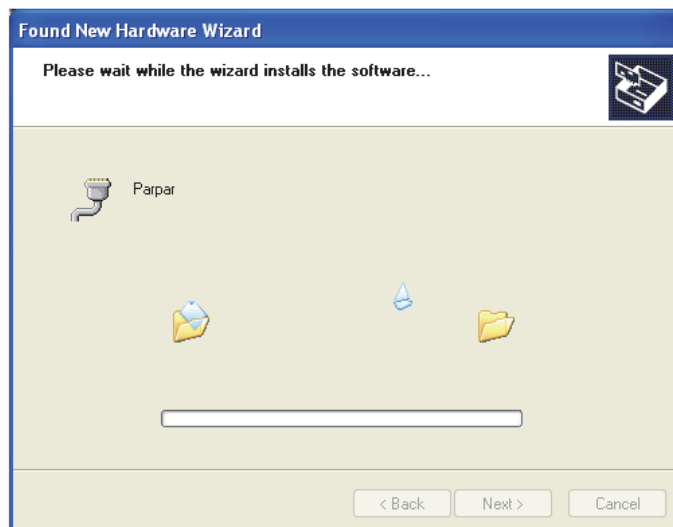 Found New Hardware Wizard
Please wait while the wizard installs the software...
Parpar
< Back
Next >
Cancel